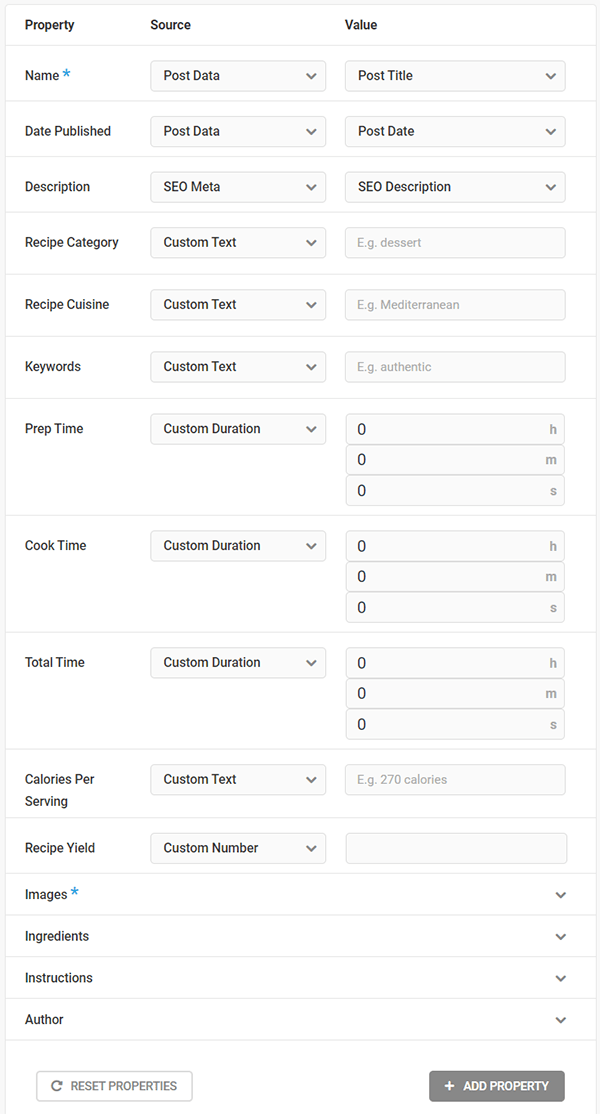 Property Source Value
Name * Post Data Post Title
Date Published Post Data Post Date
Description SEO Meta SEO Description
Recipe Category Custom Text E.g. dessert
Recipe Cuisine Custom Text E.g. Mediterranean
Keywords Custom Text E.g. authentic
Prep Time Custom Duration 0 h
0 m
0 s
Cook Time Custom Duration 0 h
0 m
0 s
Total Time Custom Duration 0 h
0 m
0 s
Calories Per Custom Text E.g. 270 calories
Serving
Recipe Yield Custom Number
Images *
Ingredients
Instructions
Author
RESET PROPERTIES + ADD PROPERTY